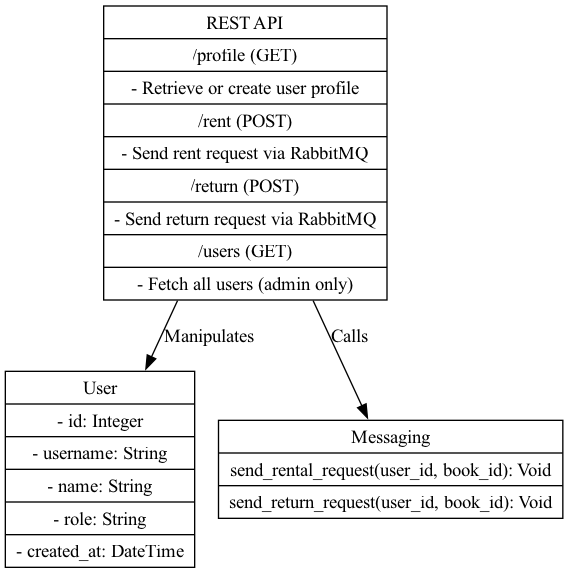 REST API
/profile (GET)
- Retrieve or create user profile
/rent (POST)
- Send rent request via RabbitMQ
/return (POST)
- Send return request via RabbitMQ
/users (GET)
- Fetch all users (admin only)
Manipulates
Calls
User
- id: Integer
- username: String
- name: String
- role: String
- created_at: DateTime
Messaging
send_rental_request(user_id, book_id): Void
send_return_request(user_id, book_id): Void